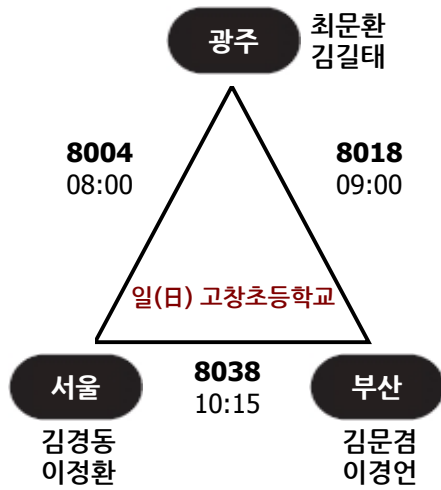 광주
최문환
김길태
8004
08:00
8018
09:00
일(日) 고창초등학교
서울
8038
10:15
부산
김경동
이정환
김문겸
이경언